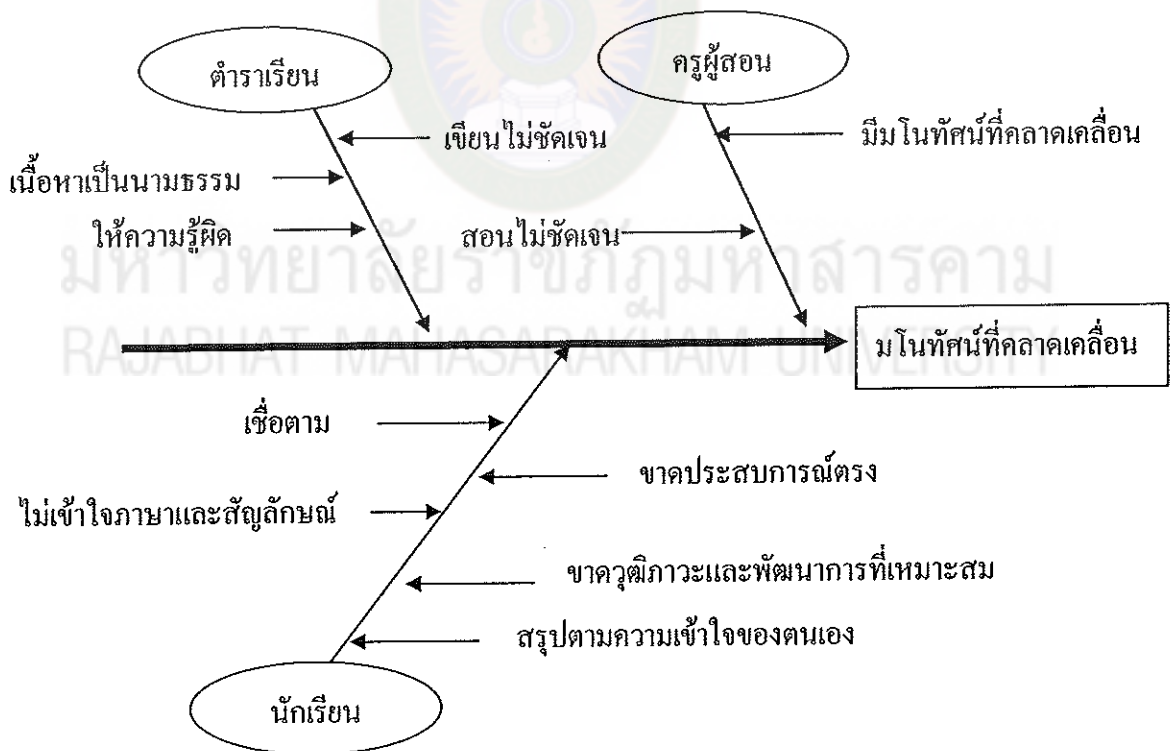 ตำราเรียน
ครูผู้สอน
เขียนไม่ชัดเจน
มีมโนทัศน์ที่คลาดเคลื่อน
เนื้อหาเป็นนามธรรม
ให้ความรู้ผิด
สอนไม่ชัดเจน
มหาวิทยาลัยราชภัฏมหาสารคาม
RAJABHAT MAHASARAKHAM UNIVERSITY
มโนทัศน์ที่คลาดเคลื่อน
เชื่อตาม
ขาดประสบการณ์ตรง
ไม่เข้าใจภาษาและสัญลักษณ์
ขาดวุฒิภาวะและพัฒนาการที่เหมาะสม
สรุปตามความเข้าใจของตนเอง
นักเรียน